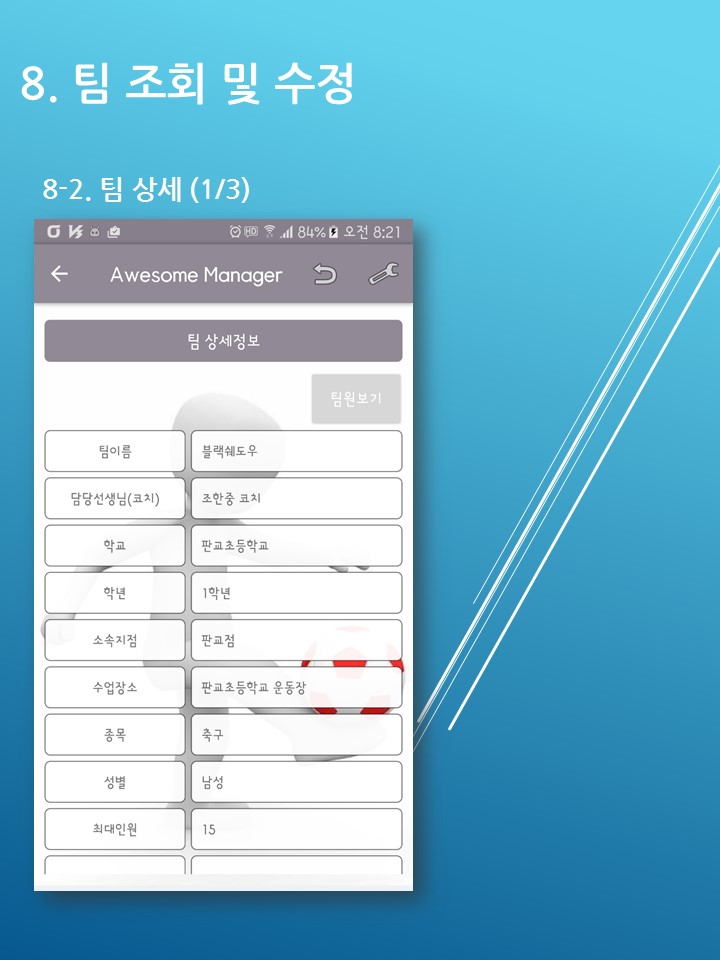 8. 팀 조회 및 수정
8-2. 팀 상세 (1/3)
HD 84% 오전 8:21
Awesome Manager
팀 상세정보
팀원보기
팀이름 블랙쉐도우
담당선생님(코치) 조한중 코치
학교 판교초등학교
학년 1학년
소속지점 판교점
수업장소 판교초등학교 운동장
종목 축구
성별 남성
최대인원 15